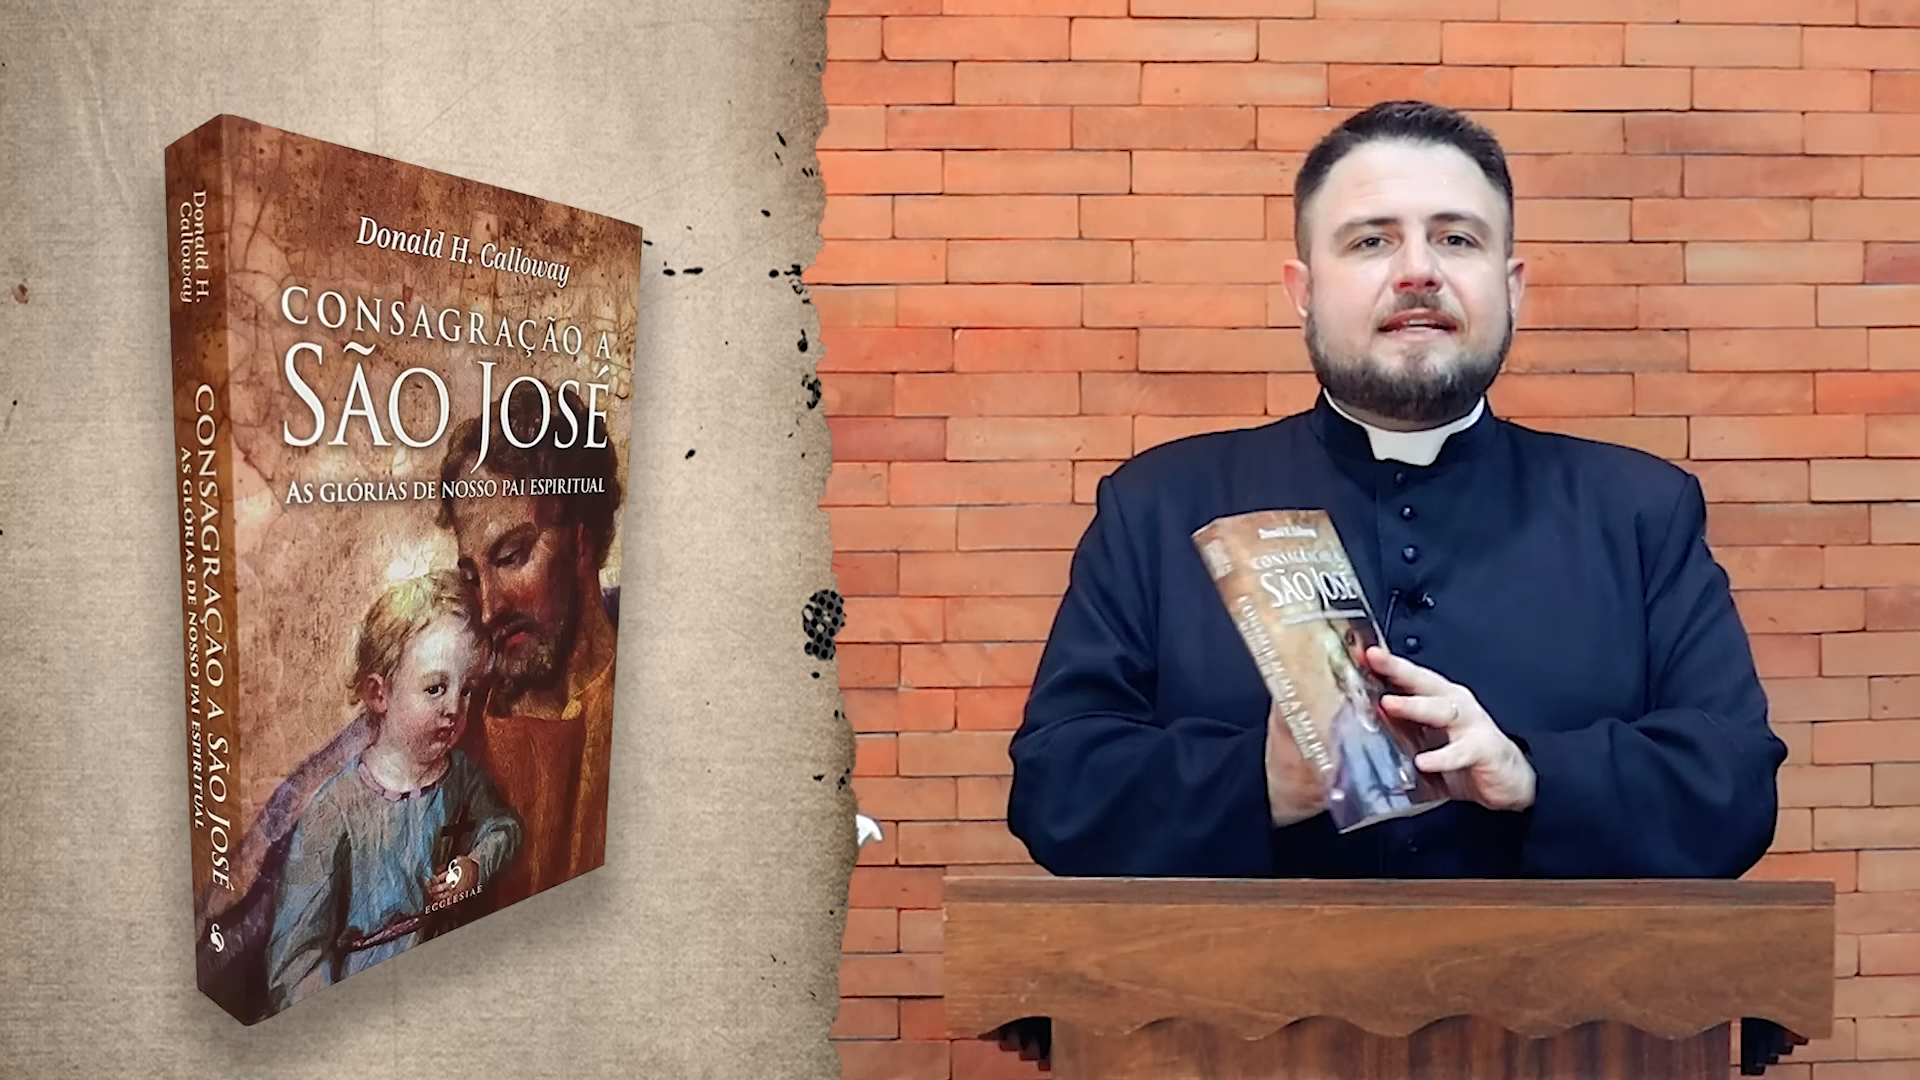 Donald H. Calloway
CONSAGRAÇÃO A
SÃO JOSÉ
AS GLÓRIAS DE NOSSO PAI ESPIRITUAL
ECCLESIAE
Donald H.
Calloway
CONSAGRAÇÃO A SÃO JOSÉ
AS GLÓRIAS DE NOSSO PAI ESPIRITUAL
CONSAGRAÇÃO A
SÃO JOSÉ